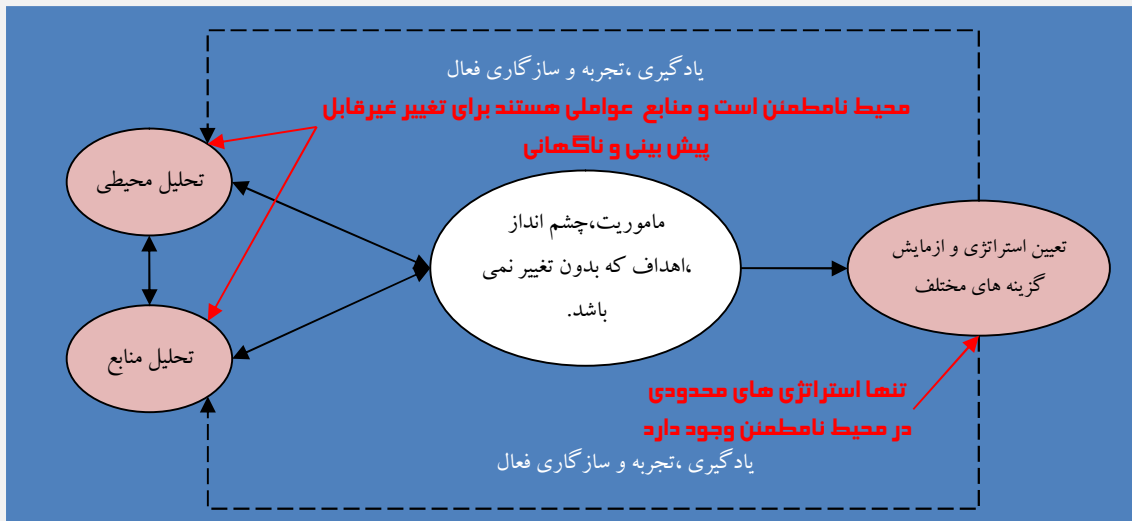 یادگیری ،تجربه و سازگاری فعال
محیط نامطمئن است و منابع عواملی هستند برای تغییر غیرقابل
پیش بینی و ناگهانی
تحلیل محیطی
ماموریت،چشم انداز
،اهداف که بدون تغییر نمی
باشد.
تعیین استراتژی و ازمایش
گزینه های مختلف
تحلیل منابع
تنها استراتژی های محدودی
در محیط نامطمئن وجود دارد
یادگیری ،تجربه و سازگاری فعال